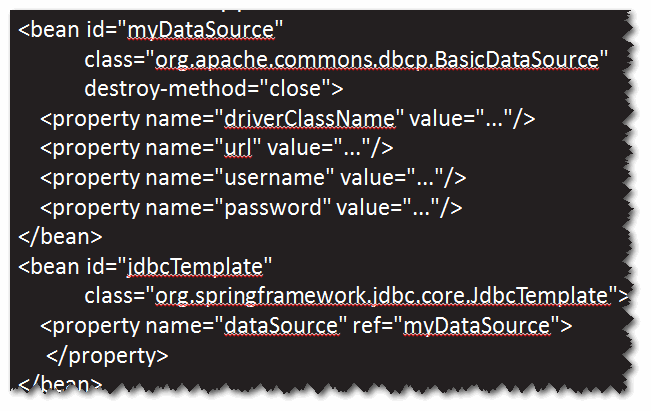 <bean id="myDataSource"
class="org.apache.commons.dbcp.BasicDataSource"
destroy-method="close">
<property name="driverClassName" value="..."/>
<property name="url" value="..."/>
<property name="username" value="..."/>
<property name="password" value="..."/>
</bean>
<bean id="jdbcTemplate"
class="org.springframework.jdbc.core.JdbcTemplate">
<property name="dataSource" ref="myDataSource">
</property>
</bean>